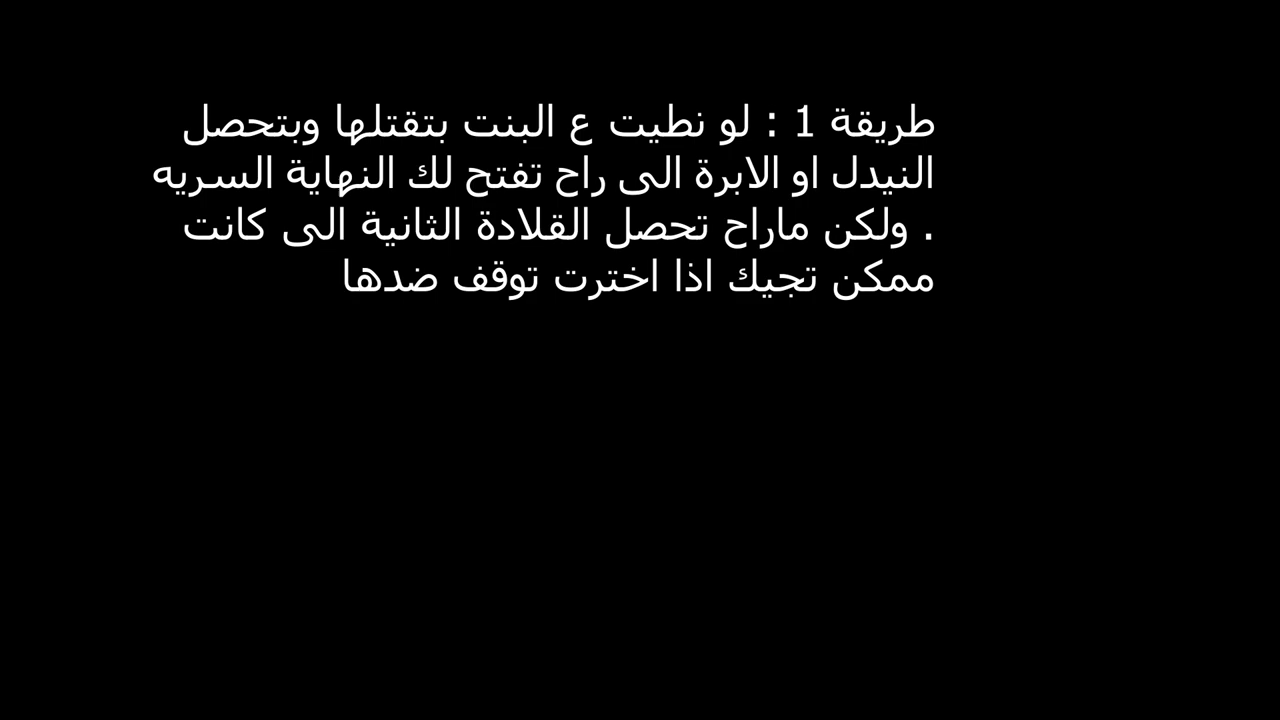 طريقة 1 : لو نطيت ع البنت بتقتلها وبتحصل
النيدل او الابرة الى راح تفتح لك النهاية السريه
. ولكن ماراح تحصل القلادة الثانية الى كانت
ممكن تجيك اذا اخترت توقف ضدها